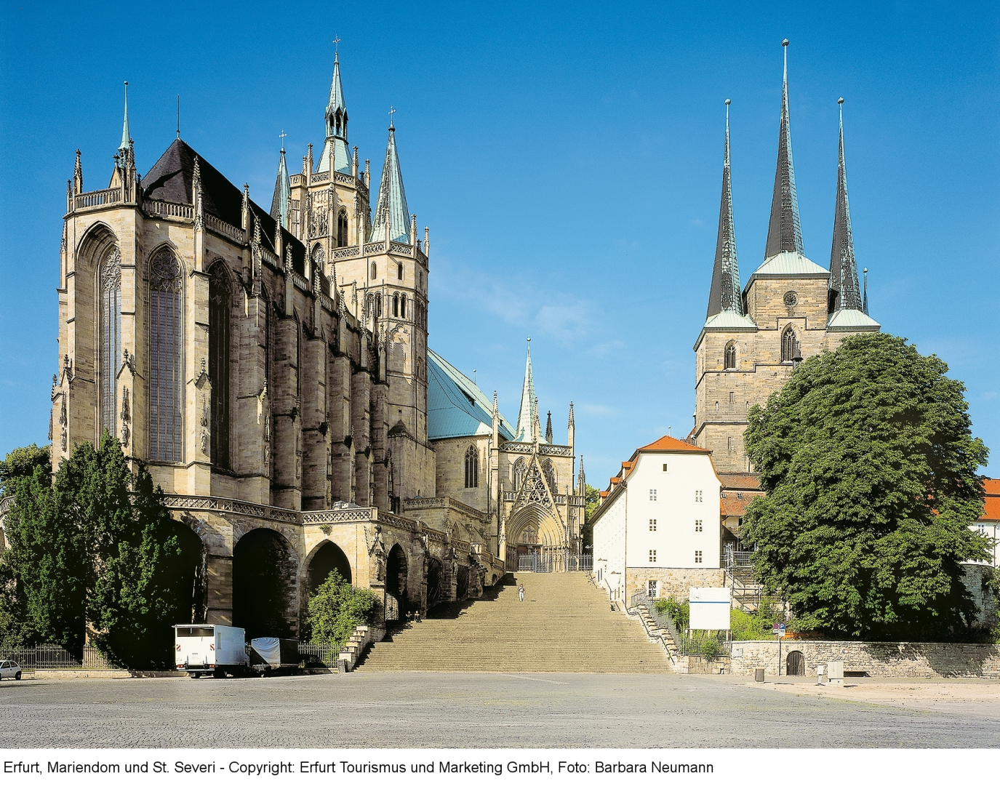 Erfurt, Mariendom und St. Severi - Copyright: Erfurt Tourismus und Marketing GmbH, Foto: Barbara Neumann